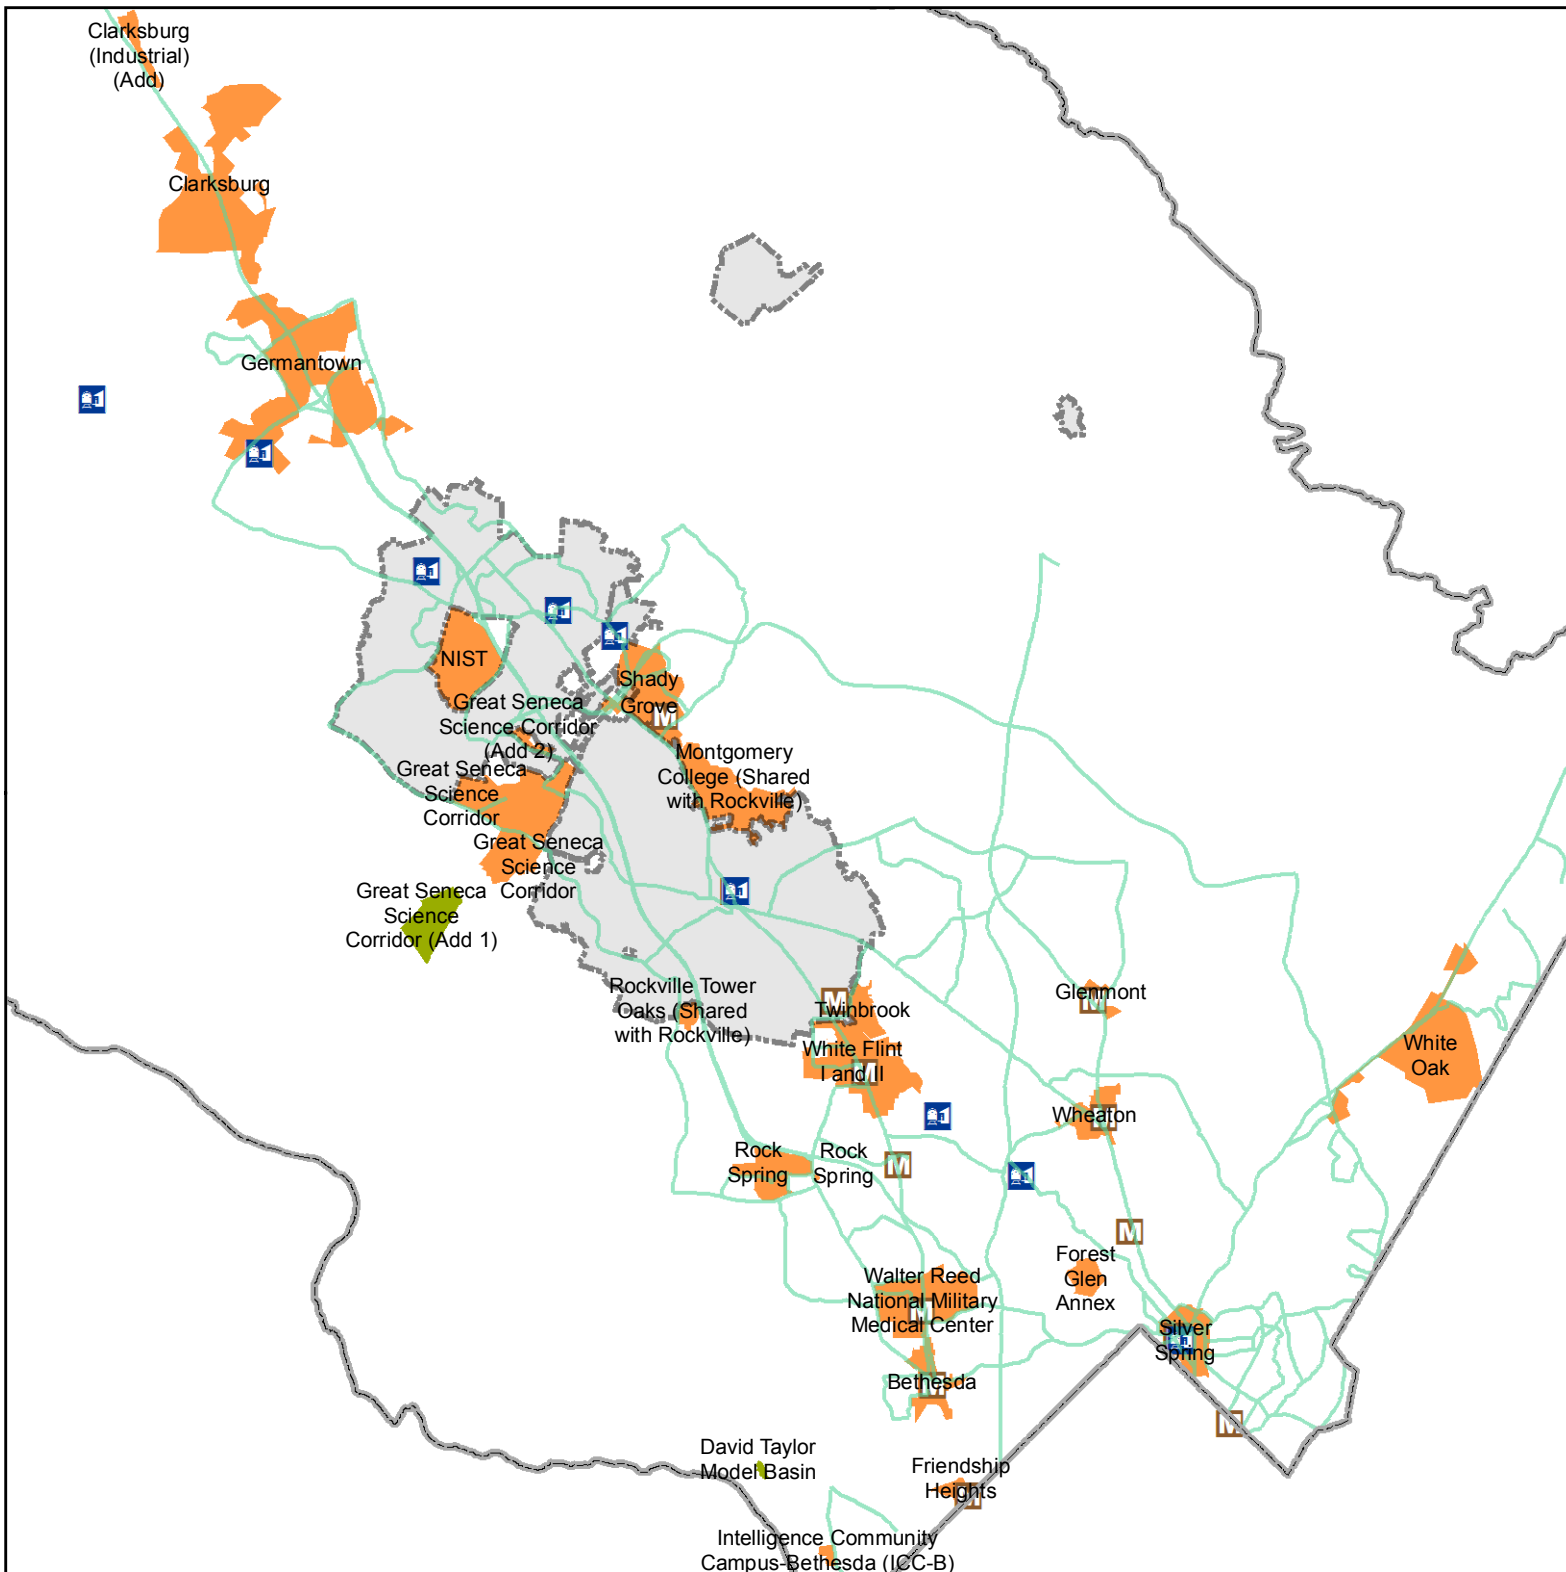 Clarksburg
(Industrial)
(Add)
Clarksburg
Germantown
NIST
Shady
Grove
M
Great Seneca
Science Corridor
(Add 2)
Montgomery
College (Shared
with Rockville)
Great Seneca
Science
Corridor
Great Seneca
Science
Corridor
Great Seneca
Science
Corridor (Add 1)
Rockville Tower
Oaks (Shared
with Rockville)
M
Twinbrook
Glenmont
M
White Flint
I and II
M
White
Oak
Wheaton
M
Rock
Spring
Rock
Spring
M
M
Forest
Glen
Annex
Walter Reed
National Military
Medical Center
M
Silver
Spring
Bethesda
M
M
David Taylor
Model Basin
Friendship
Heights
M
Intelligence Community
Campus-Bethesda (ICC-B)